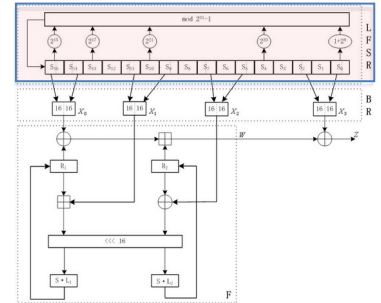 mod 2³¹-1
2¹⁵ 2¹⁷ 2²¹ 2²⁰ 1+2⁸
L F S R
S₁₅ S₁₄ S₁₃ S₁₂ S₁₁ S₁₀ S₉ S₈ S₇ S₆ S₅ S₄ S₃ S₂ S₁ S₀
B R
16 16 X₀ 16 16 X₁ 16 16 X₂ 16 16 X₃
W Z
R₁ R₂
<<< 16
S•L₁ S•L₂
F